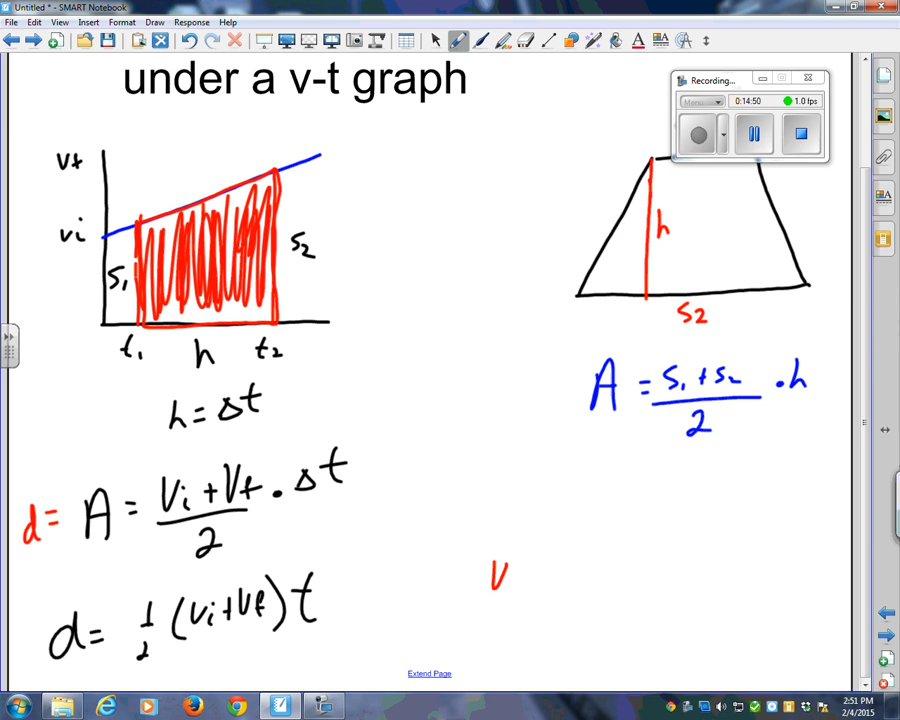 Untitled * - SMART Notebook
File Edit View Insert Format Draw Response Help
under a v-t graph
Recording...
Menu
0:14:50
1.0 fps
vf
vi
S1
S2
t1
h
t2
h
S2
h = Δt
A = S1 + S2 / 2 · h
d = A = Vi + Vf / 2 · Δt
d = 1/2 (Vi + Vf) t
V
Extend Page
2:51 PM
2/4/2015